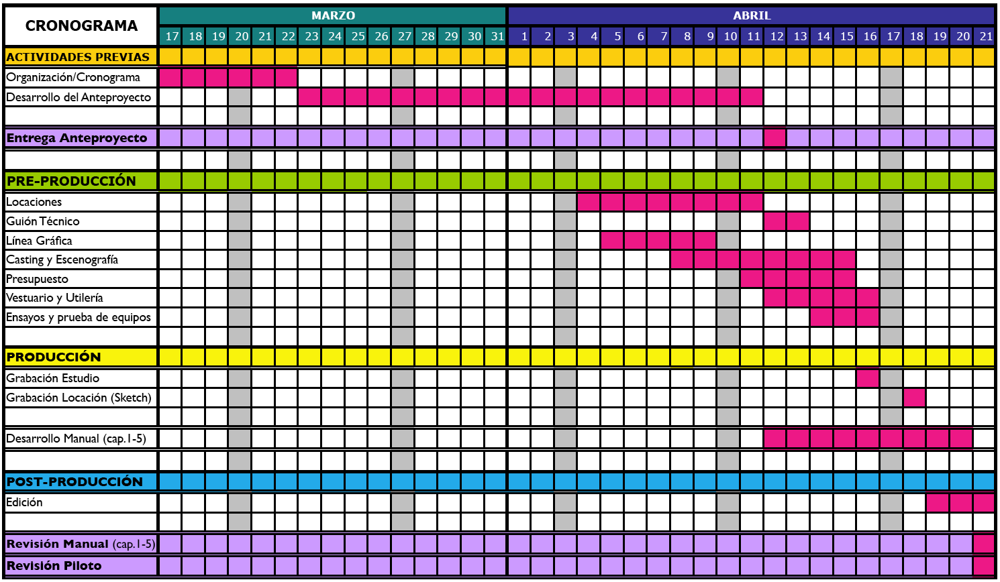 CRONOGRAMA
MARZO ABRIL
17 18 19 20 21 22 23 24 25 26 27 28 29 30 31 1 2 3 4 5 6 7 8 9 10 11 12 13 14 15 16 17 18 19 20 21
ACTIVIDADES PREVIAS
Organización/Cronograma
Desarrollo del Anteproyecto
Entrega Anteproyecto
PRE-PRODUCCIÓN
Locaciones
Guión Técnico
Línea Gráfica
Casting y Escenografía
Presupuesto
Vestuario y Utilería
Ensayos y prueba de equipos
PRODUCCIÓN
Grabación Estudio
Grabación Locación (Sketch)
Desarrollo Manual (cap.1-5)
POST-PRODUCCIÓN
Edición
Revisión Manual (cap.1-5)
Revisión Piloto